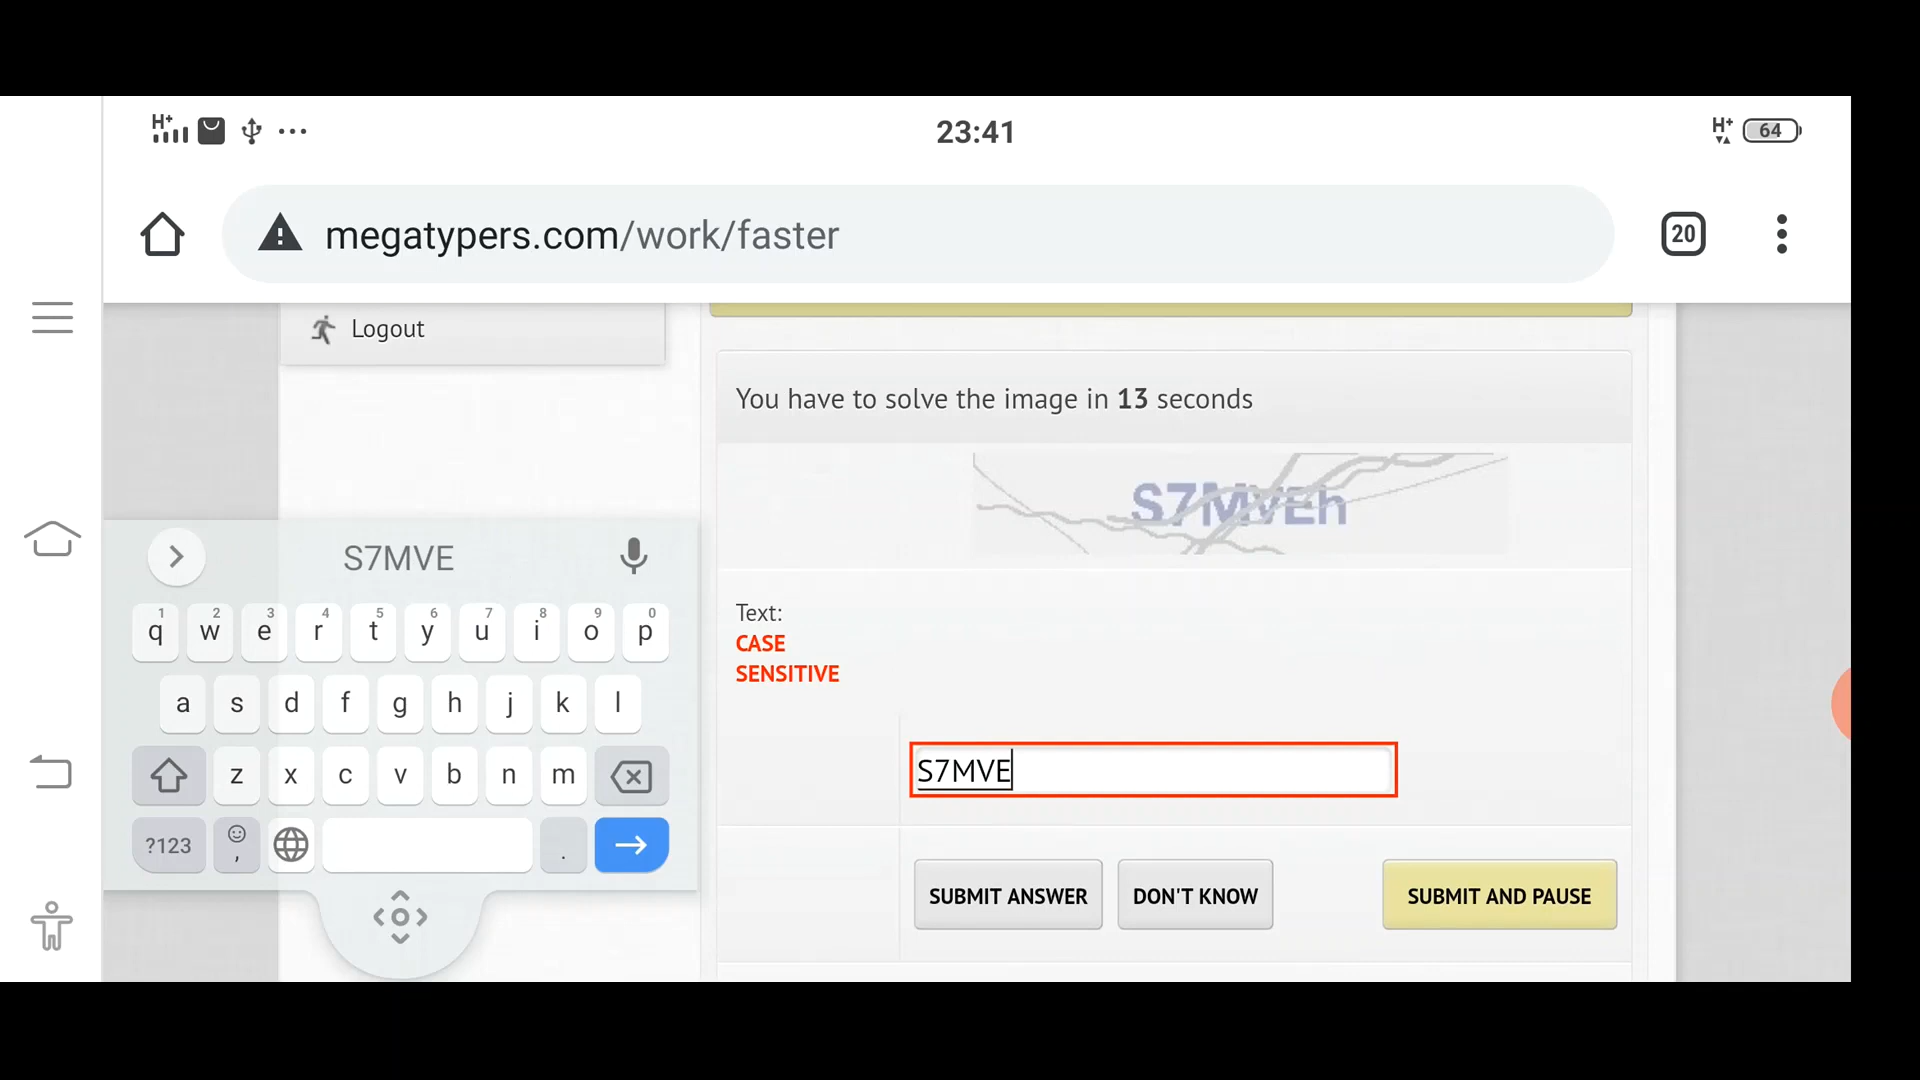 H+ 23:41 H+ 64
megatypers.com/work/faster 20
Logout
You have to solve the image in 13 seconds
S7MVE
1 2 3 4 5 6 7 8 9 0
q w e r t y u i o p
a s d f g h j k l
z x c v b n m
?123 , .
Text:
CASE
SENSITIVE
S7MVE
SUBMIT ANSWER DON'T KNOW SUBMIT AND PAUSE